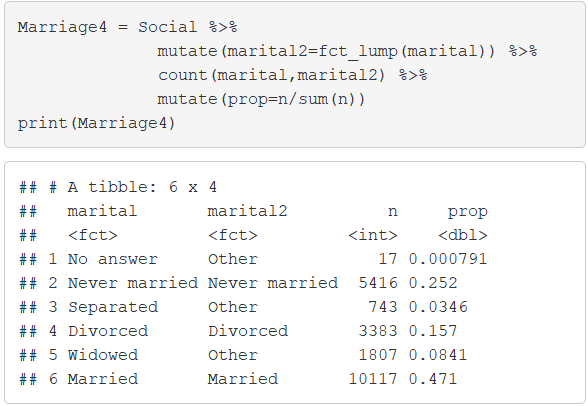 Marriage4 = Social %>%
              mutate(marital2=fct_lump(marital)) %>%
              count(marital,marital2) %>%
              mutate(prop=n/sum(n))
print(Marriage4)
## # A tibble: 6 x 4
##   marital       marital2          n     prop
##   <fct>         <fct>         <int>    <dbl>
## 1 No answer     Other            17 0.000791
## 2 Never married Never married  5416 0.252
## 3 Separated     Other           743 0.0346
## 4 Divorced      Divorced       3383 0.157
## 5 Widowed       Other          1807 0.0841
## 6 Married       Married       10117 0.471